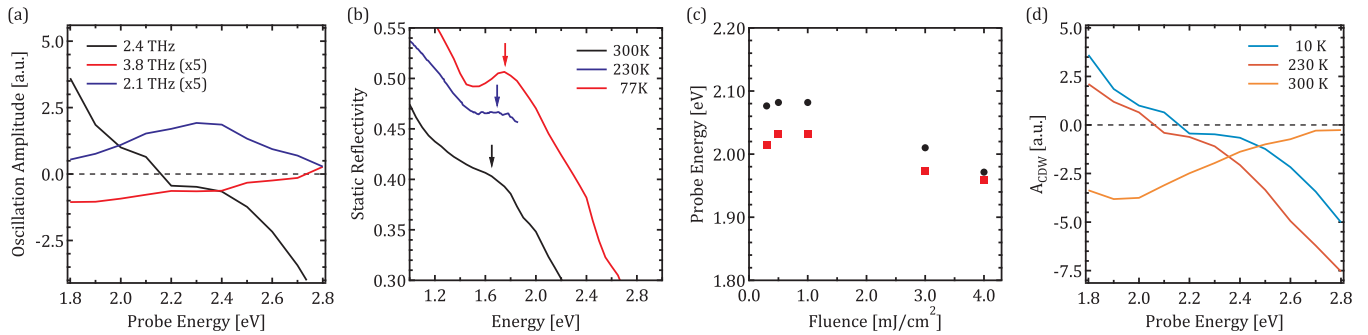 (a)
5.0
2.5
0.0
-2.5
Oscillation Amplitude [a.u.]
2.4 THz
3.8 THz (x5)
2.1 THz (x5)
1.8 2.0 2.2 2.4 2.6 2.8
Probe Energy [eV]
(b)
0.55
0.50
0.45
0.40
0.35
0.30
Static Reflectivity
300K
230K
77K
1.0 1.6 2.0 2.4 3.0
Energy [eV]
(c)
2.20
2.10
2.00
1.90
1.80
Probe Energy [eV]
0.0 1.0 2.0 3.0 4.0
Fluence [mJ/cm²]
(d)
5.0
2.5
0.0
-2.5
-5.0
-7.5
A_CDW [a.u.]
10 K
230 K
300 K
1.8 2.0 2.2 2.4 2.6 2.8
Probe Energy [eV]